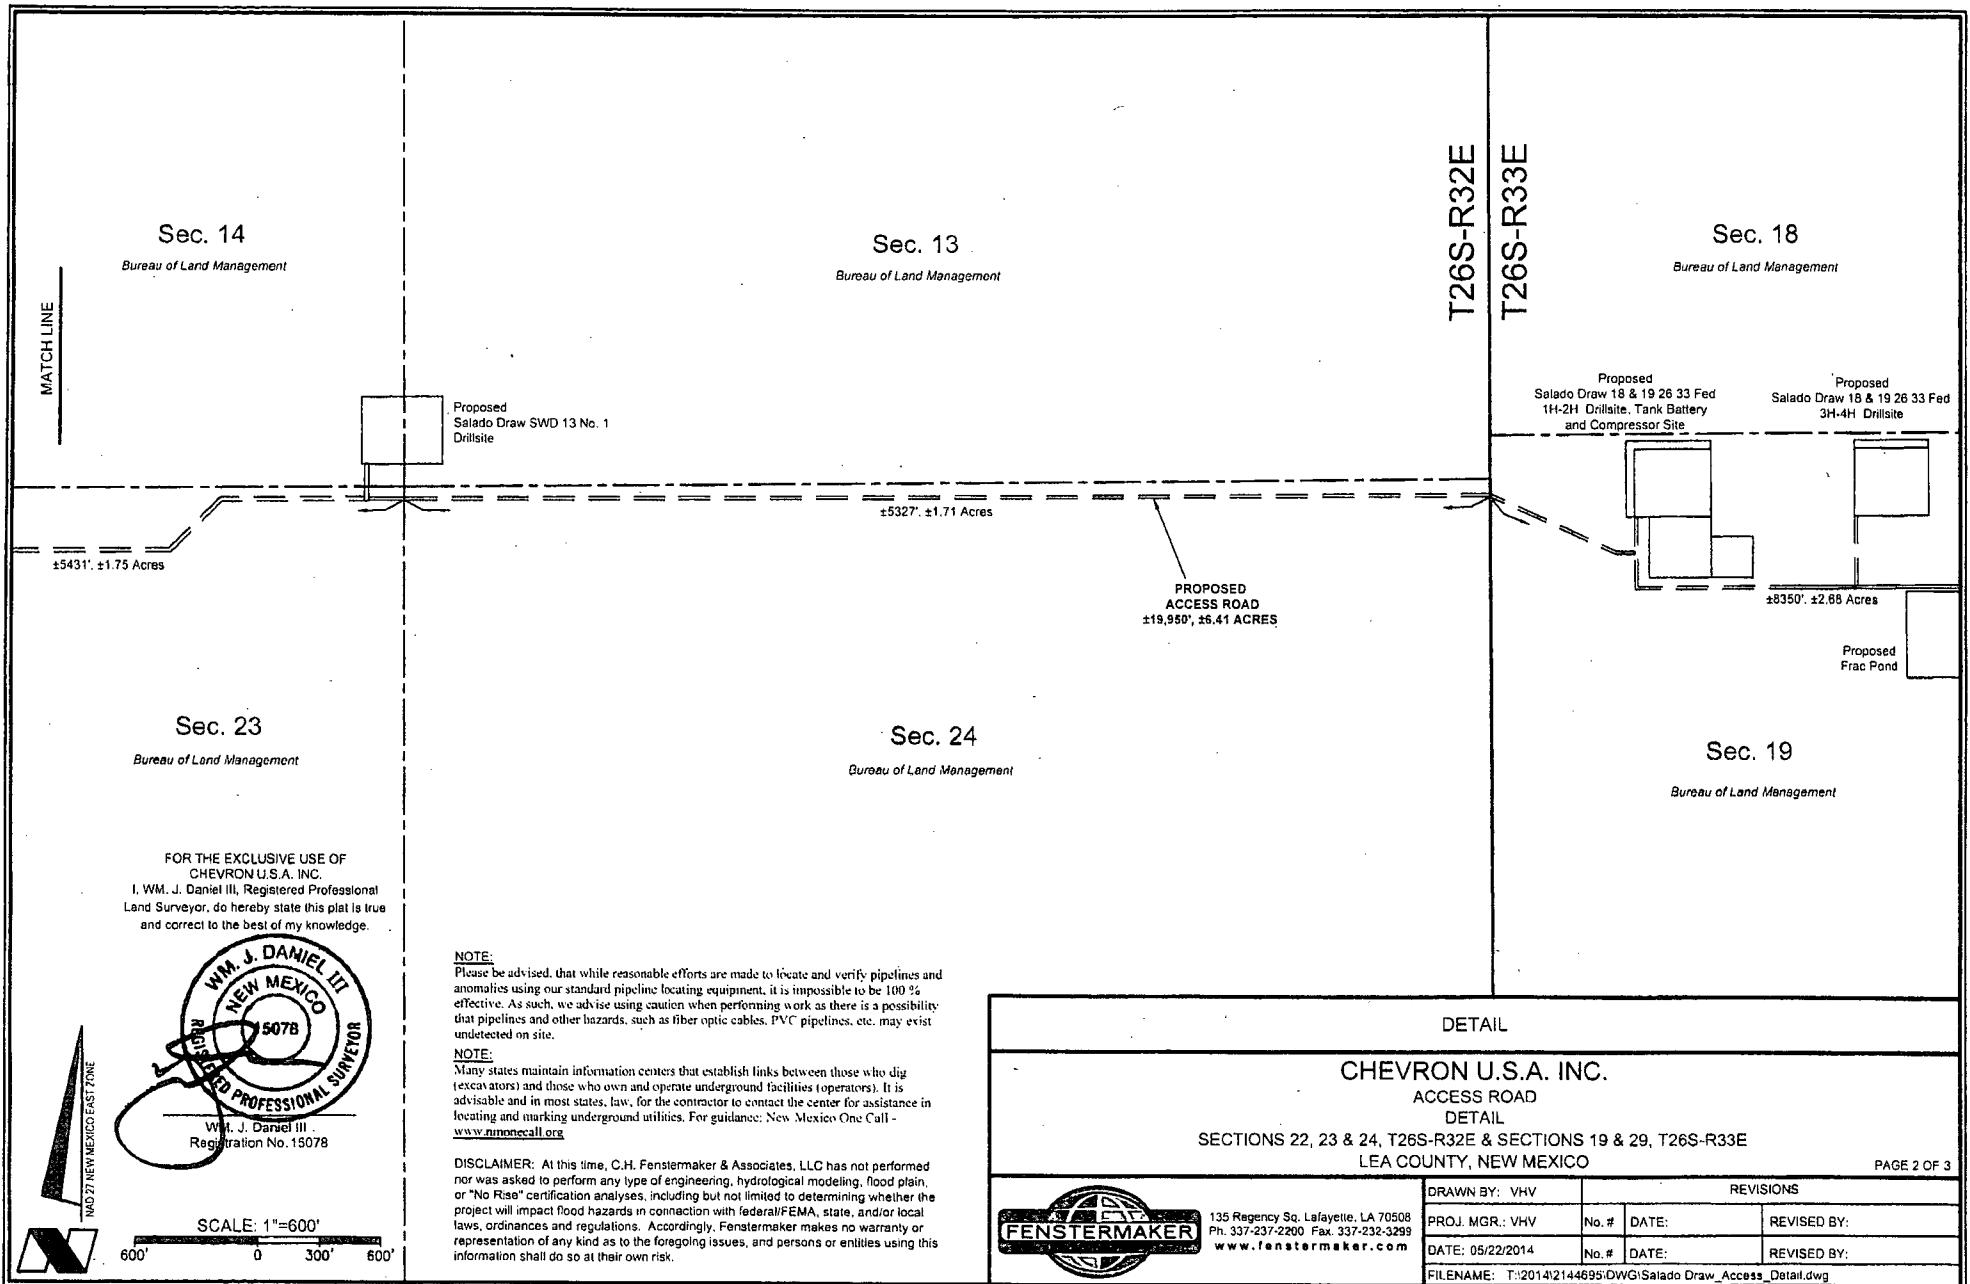 Sec. 14
Bureau of Land Management
Sec. 13
Bureau of Land Management
T26S-R32E
T26S-R33E
Sec. 18
Bureau of Land Management
MATCH LINE
Proposed
Salado Draw SWD 13 No. 1
Drillsite
Proposed
Salado Draw 18 & 19 26 33 Fed
1H-2H Drillsite, Tank Battery
and Compressor Site
Proposed
Salado Draw 18 & 19 26 33 Fed
3H-4H Drillsite
±5431', ±1.75 Acres
±5327', ±1.71 Acres
PROPOSED
ACCESS ROAD
±19,950', ±6.41 ACRES
±8350', ±2.68 Acres
Proposed
Frac Pond
Sec. 23
Bureau of Land Management
Sec. 24
Bureau of Land Management
Sec. 19
Bureau of Land Management
FOR THE EXCLUSIVE USE OF
CHEVRON U.S.A. INC.
I, WM. J. Daniel III, Registered Professional
Land Surveyor, do hereby state this plat is true
and correct to the best of my knowledge.
WM. J. DANIEL III
NEW MEXICO
15078
REGISTERED PROFESSIONAL SURVEYOR
WM. J. Daniel III
Registration No. 15078
NAD 27 NEW MEXICO EAST ZONE
SCALE: 1"=600'
600' 0 300' 600'
NOTE:
Please be advised, that while reasonable efforts are made to locate and verify pipelines and
anomalies using our standard pipeline locating equipment, it is impossible to be 100 %
effective. As such, we advise using caution when performing work as there is a possibility
that pipelines and other hazards, such as fiber optic cables, PVC pipelines, etc. may exist
undetected on site.
NOTE:
Many states maintain information centers that establish links between those who dig
(excavators) and those who own and operate underground facilities (operators). It is
advisable and in most states, law, for the contractor to contact the center for assistance in
locating and marking underground utilities. For guidance: New Mexico One Call -
www.nmonecall.org
DISCLAIMER: At this time, C.H. Fenstermaker & Associates, LLC has not performed
nor was asked to perform any type of engineering, hydrological modeling, flood plain,
or "No Rise" certification analyses, including but not limited to determining whether the
project will impact flood hazards in connection with federal/FEMA, state, and/or local
laws, ordinances and regulations. Accordingly, Fenstermaker makes no warranty or
representation of any kind as to the foregoing issues, and persons or entities using this
information shall do so at their own risk.
DETAIL
CHEVRON U.S.A. INC.
ACCESS ROAD
DETAIL
SECTIONS 22, 23 & 24, T26S-R32E & SECTIONS 19 & 29, T26S-R33E
LEA COUNTY, NEW MEXICO
PAGE 2 OF 3
FENSTERMAKER
135 Regency Sq. Lafayette, LA 70508
Ph. 337-237-2200 Fax. 337-232-3299
www.fenstermaker.com
DRAWN BY: VHV
REVISIONS
PROJ. MGR.: VHV
No. # DATE: REVISED BY:
DATE: 05/22/2014
No. # DATE: REVISED BY:
FILENAME: T:\2014\2144695\DWG\Salado Draw_Access_Detail.dwg